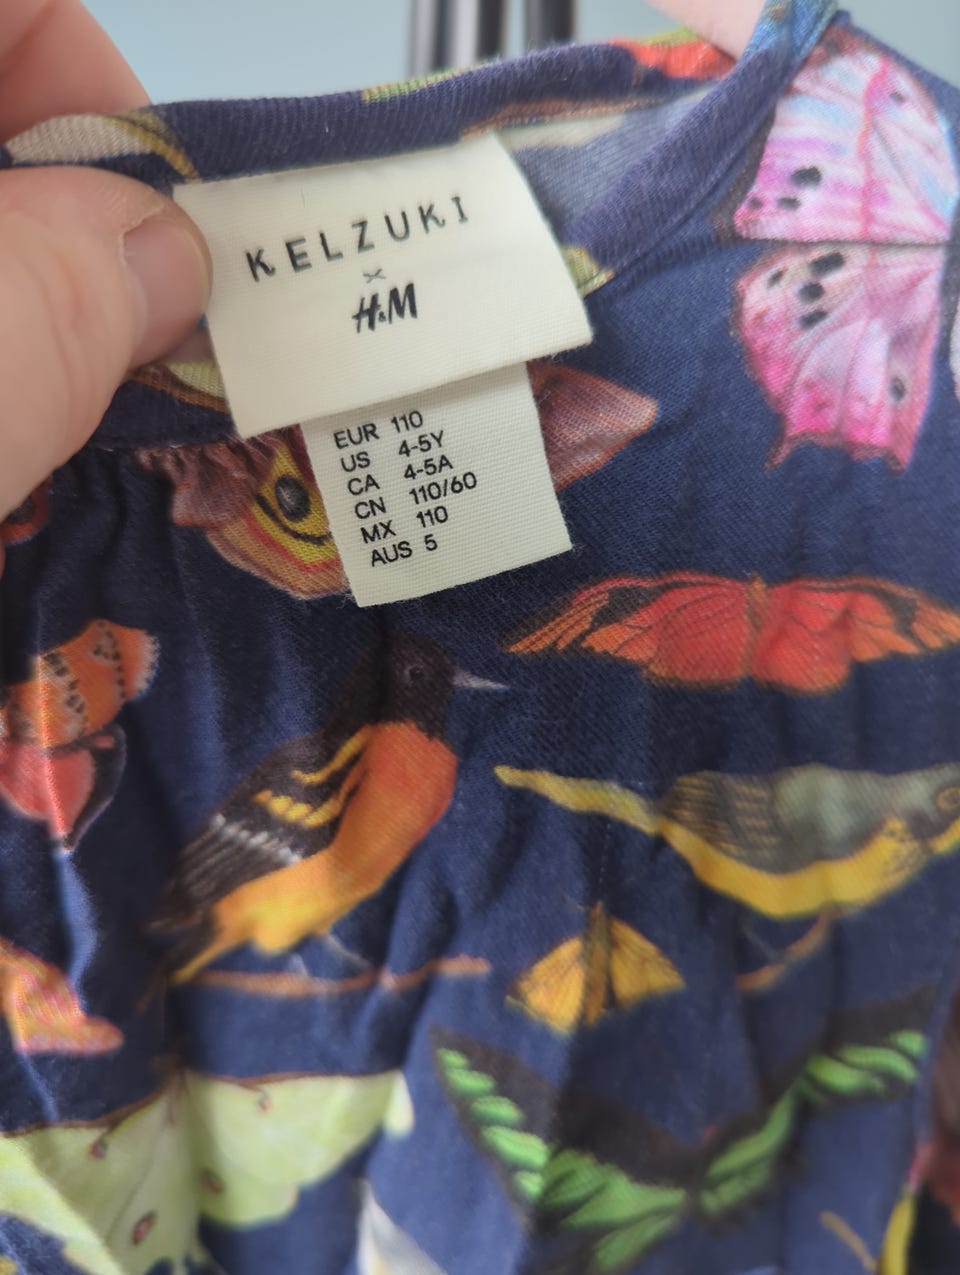 KELZUKI
×
H&M
EUR 110
US 4-5Y
CA 4-5A
CN 110/60
MX 110
AUS 5